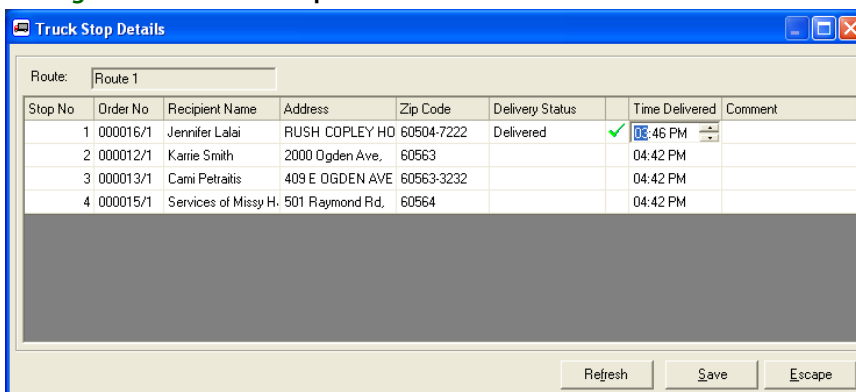 Truck Stop Details
Route: Route 1
Stop No Order No Recipient Name Address Zip Code Delivery Status Time Delivered Comment
1 000016/1 Jennifer Lalai RUSH COPLEY HO 60504-7222 Delivered 03:46 PM
2 000012/1 Karrie Smith 2000 Ogden Ave, 60563 04:42 PM
3 000013/1 Cami Petraitis 409 E OGDEN AVE 60563-3232 04:42 PM
4 000015/1 Services of Missy H 501 Raymond Rd, 60564 04:42 PM
Refresh Save Escape